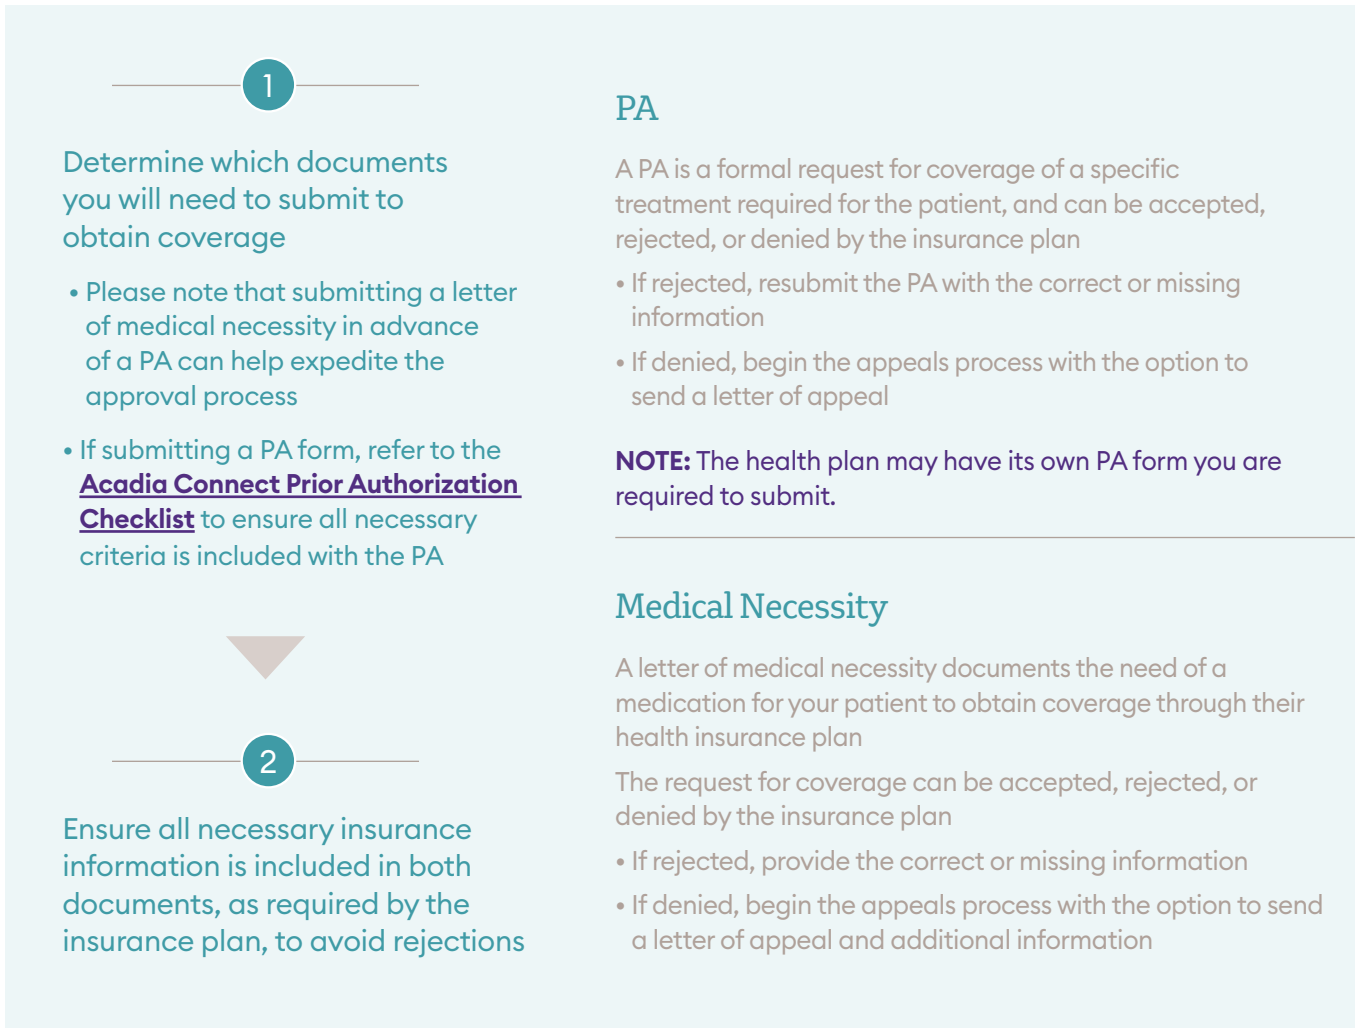 1
Determine which documents
you will need to submit to
obtain coverage
• Please note that submitting a letter
of medical necessity in advance
of a PA can help expedite the
approval process
• If submitting a PA form, refer to the
Acadia Connect Prior Authorization
Checklist to ensure all necessary
criteria is included with the PA
2
Ensure all necessary insurance
information is included in both
documents, as required by the
insurance plan, to avoid rejections
PA
A PA is a formal request for coverage of a specific
treatment required for the patient, and can be accepted,
rejected, or denied by the insurance plan
• If rejected, resubmit the PA with the correct or missing
information
• If denied, begin the appeals process with the option to
send a letter of appeal
NOTE: The health plan may have its own PA form you are
required to submit.
Medical Necessity
A letter of medical necessity documents the need of a
medication for your patient to obtain coverage through their
health insurance plan
The request for coverage can be accepted, rejected, or
denied by the insurance plan
• If rejected, provide the correct or missing information
• If denied, begin the appeals process with the option to send
a letter of appeal and additional information